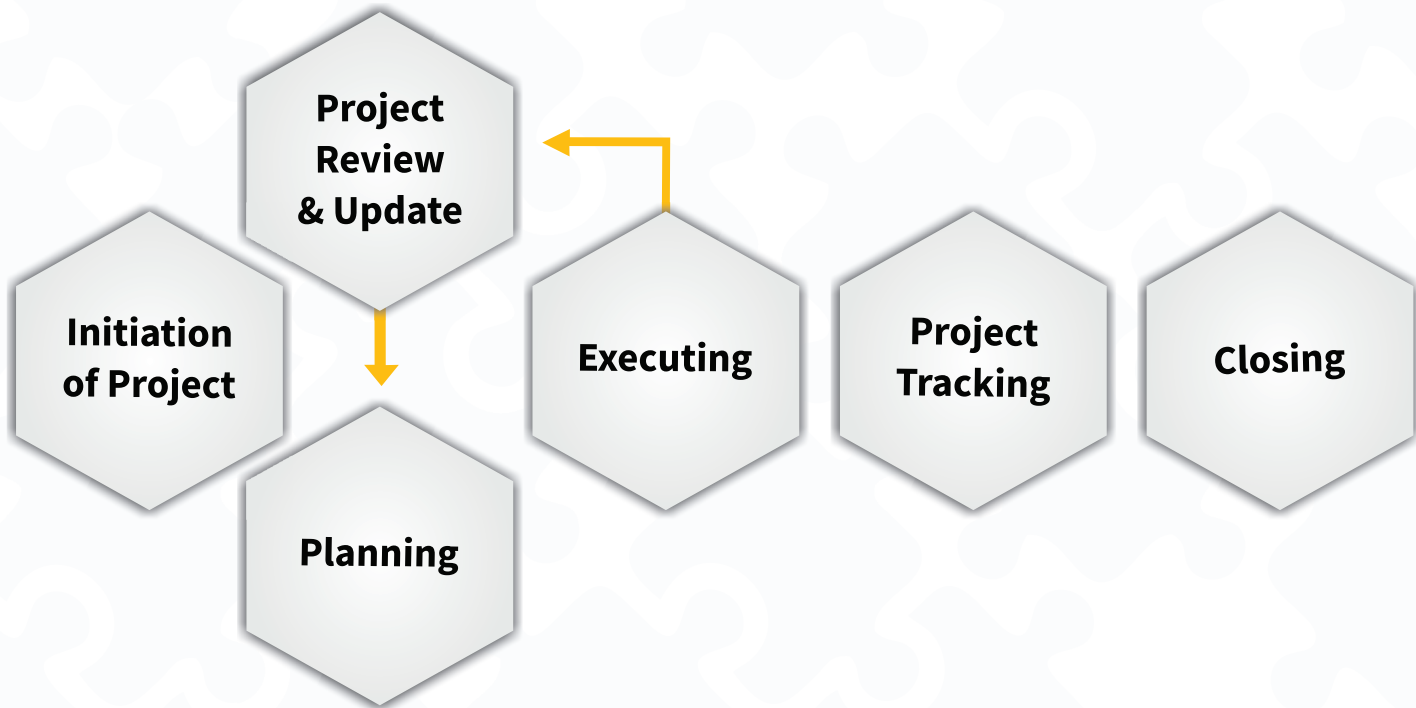 Project
Review
& Update
Initiation
of Project
Planning
Executing
Project
Tracking
Closing